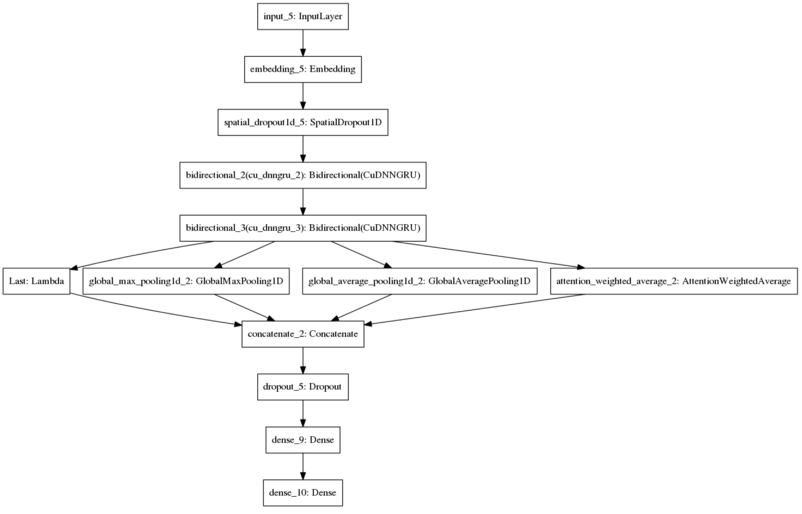 input_5: InputLayer
embedding_5: Embedding
spatial_dropout1d_5: SpatialDropout1D
bidirectional_2(cu_dnngru_2): Bidirectional(CuDNNGRU)
bidirectional_3(cu_dnngru_3): Bidirectional(CuDNNGRU)
Last: Lambda
global_max_pooling1d_2: GlobalMaxPooling1D
global_average_pooling1d_2: GlobalAveragePooling1D
attention_weighted_average_2: AttentionWeightedAverage
concatenate_2: Concatenate
dropout_5: Dropout
dense_9: Dense
dense_10: Dense